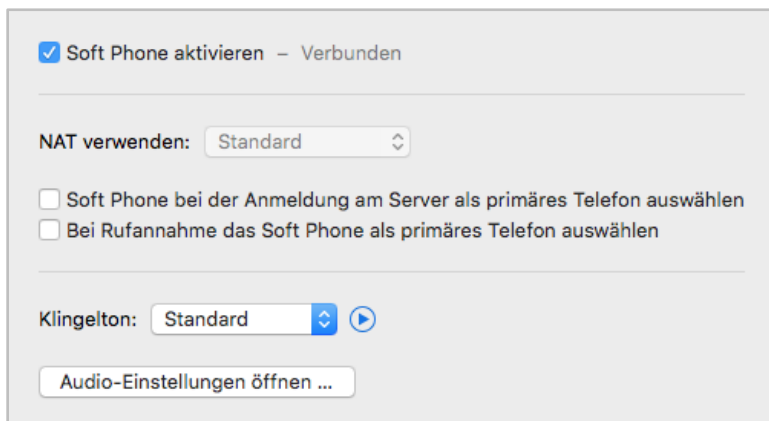 Soft Phone aktivieren – Verbunden
NAT verwenden: Standard
Soft Phone bei der Anmeldung am Server als primäres Telefon auswählen
Bei Rufannahme das Soft Phone als primäres Telefon auswählen
Klingelton: Standard
Audio-Einstellungen öffnen ...